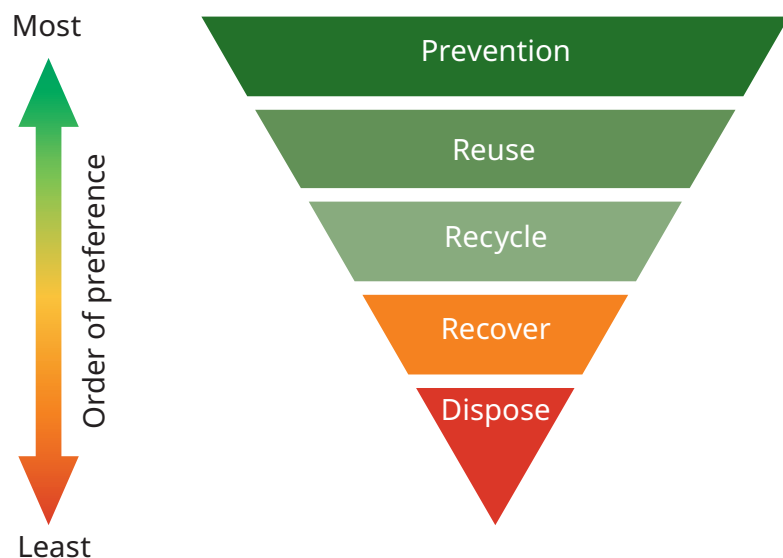 Most
Prevention
Reuse
Recycle
Recover
Dispose
Order of preference
Least